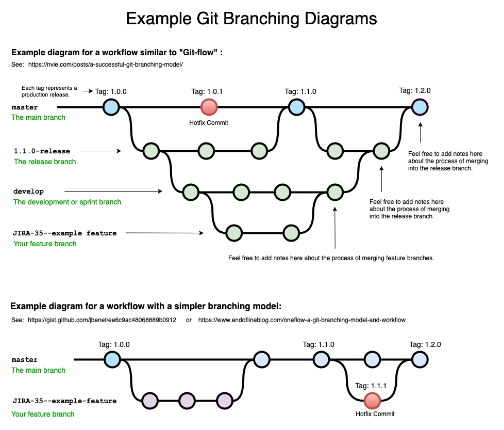 Example Git Branching Diagrams
Example diagram for a workflow similar to "Git-flow" :
See: https://nvie.com/posts/a-successful-git-branching-model/
Each tag represents a
production release.
Tag: 1.0.0
Tag: 1.0.1
Tag: 1.1.0
Tag: 1.2.0
master
The main branch
Hotfix Commit
1.1.0-release
The release branch
Feel free to add notes here
about the process of merging
into the release branch.
develop
The development or sprint branch
Feel free to add notes here
about the process of merging
into the release branch.
JIRA-35--example feature
Your feature branch
Feel free to add notes here about the process of merging feature branches.
Example diagram for a workflow with a simpler branching model:
See: https://gist.github.com/jbenet/ee6c9ac48068889b0912 or https://www.endoflineblog.com/oneflow-a-git-branching-model-and-workflow
Tag: 1.0.0
Tag: 1.1.0
Tag: 1.2.0
master
The main branch
Tag: 1.1.1
JIRA-35--example-feature
Your feature branch
Hotfix Commit